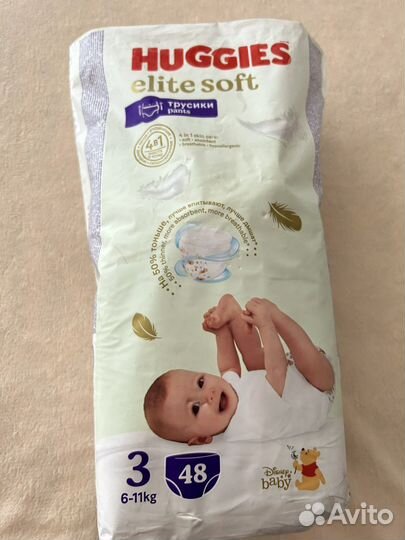 HUGGIES
elite soft
трусики
pants
4в1
4 in 1 skin care:
• soft • absorbent
• breathable • hypoallergenic
• На 50% тоньше, лучше впитывают, лучше дышат* •
50% thinner, more absorbent, more breathable*
3
6-11kg
48
Disney
baby
Avito